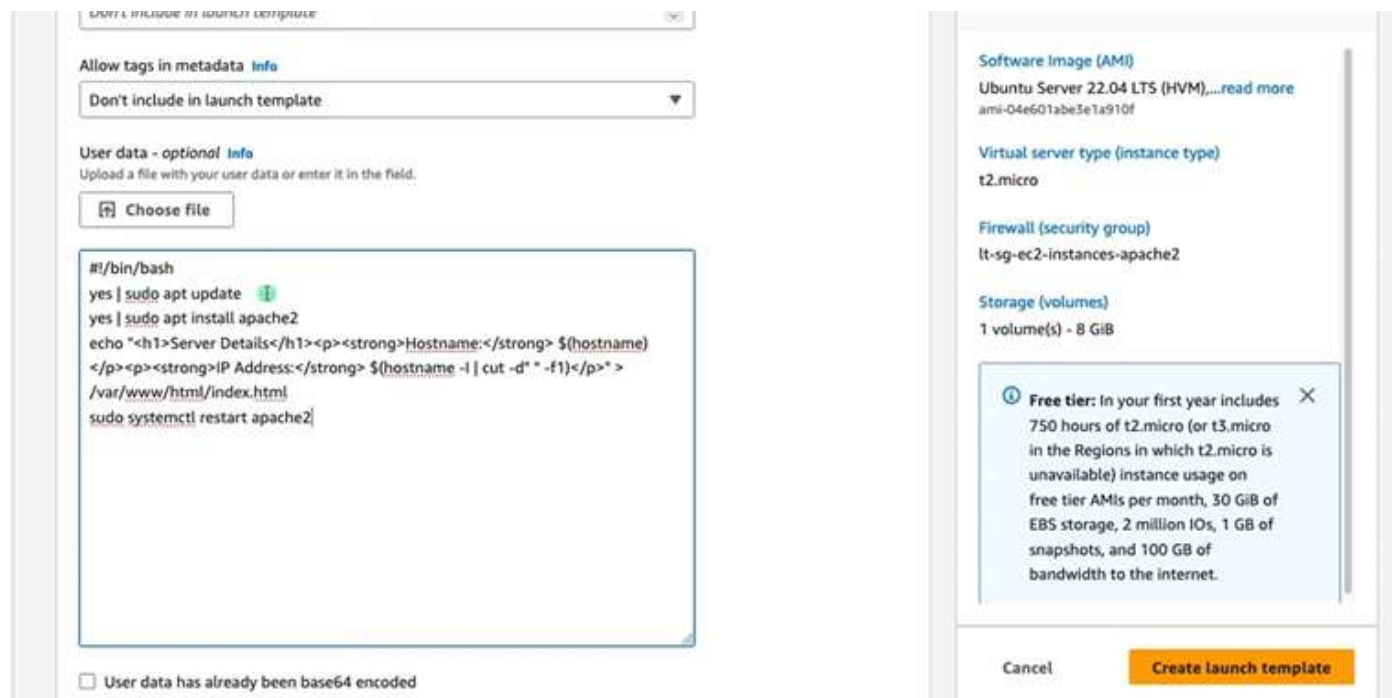 Don't include in launch template
Allow tags in metadata Info
Don't include in launch template
User data - optional Info
Upload a file with your user data or enter it in the field.
Choose file
#!/bin/bash
yes | sudo apt update
yes | sudo apt install apache2
echo "<h1>Server Details</h1><p><strong>Hostname:</strong> $(hostname)
</p><p><strong>IP Address:</strong> $(hostname -I | cut -d" " -f1)</p>" >
/var/www/html/index.html
sudo systemctl restart apache2
User data has already been base64 encoded
Software Image (AMI)
Ubuntu Server 22.04 LTS (HVM),...read more
ami-04e601abe3e1a910f
Virtual server type (instance type)
t2.micro
Firewall (security group)
lt-sg-ec2-instances-apache2
Storage (volumes)
1 volume(s) - 8 GiB
Free tier: In your first year includes
750 hours of t2.micro (or t3.micro
in the Regions in which t2.micro is
unavailable) instance usage on
free tier AMIs per month, 30 GiB of
EBS storage, 2 million IOs, 1 GB of
snapshots, and 100 GB of
bandwidth to the internet.
Cancel
Create launch template